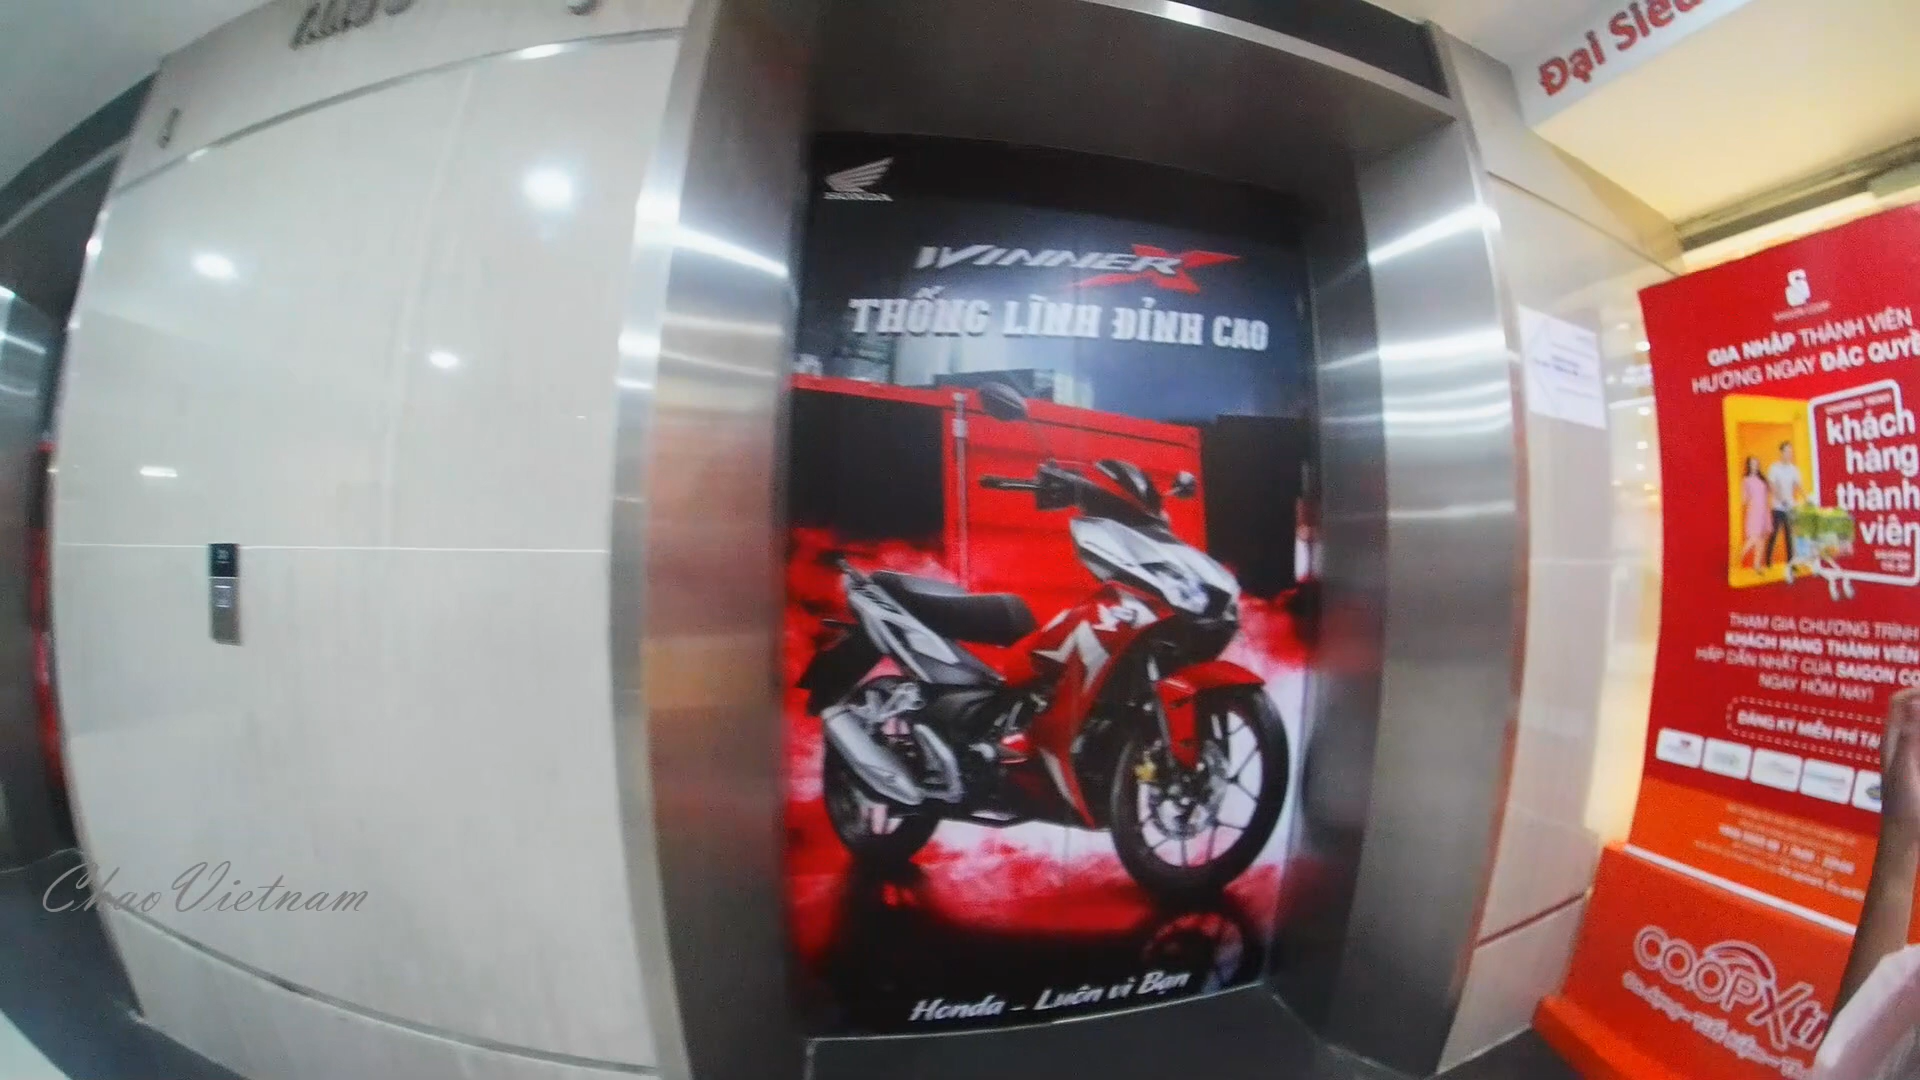 HONDA
WINNER X
THỐNG LĨNH ĐỈNH CAO
Honda - Luôn vì Bạn
ChaoVietnam
Đại Siêu
GIA NHẬP THÀNH VIÊN
HƯỞNG NGAY ĐẶC QUYỀ
khách
hàng
thành
viên
THAM GIA CHƯƠNG TRÌNH
KHÁCH HÀNG THÀNH VIÊN
HẤP DẪN NHẤT CỦA SAIGON CO
NGAY HÔM NAY!
ĐĂNG KÝ MIỄN PHÍ TẠ
CO.OPXtr